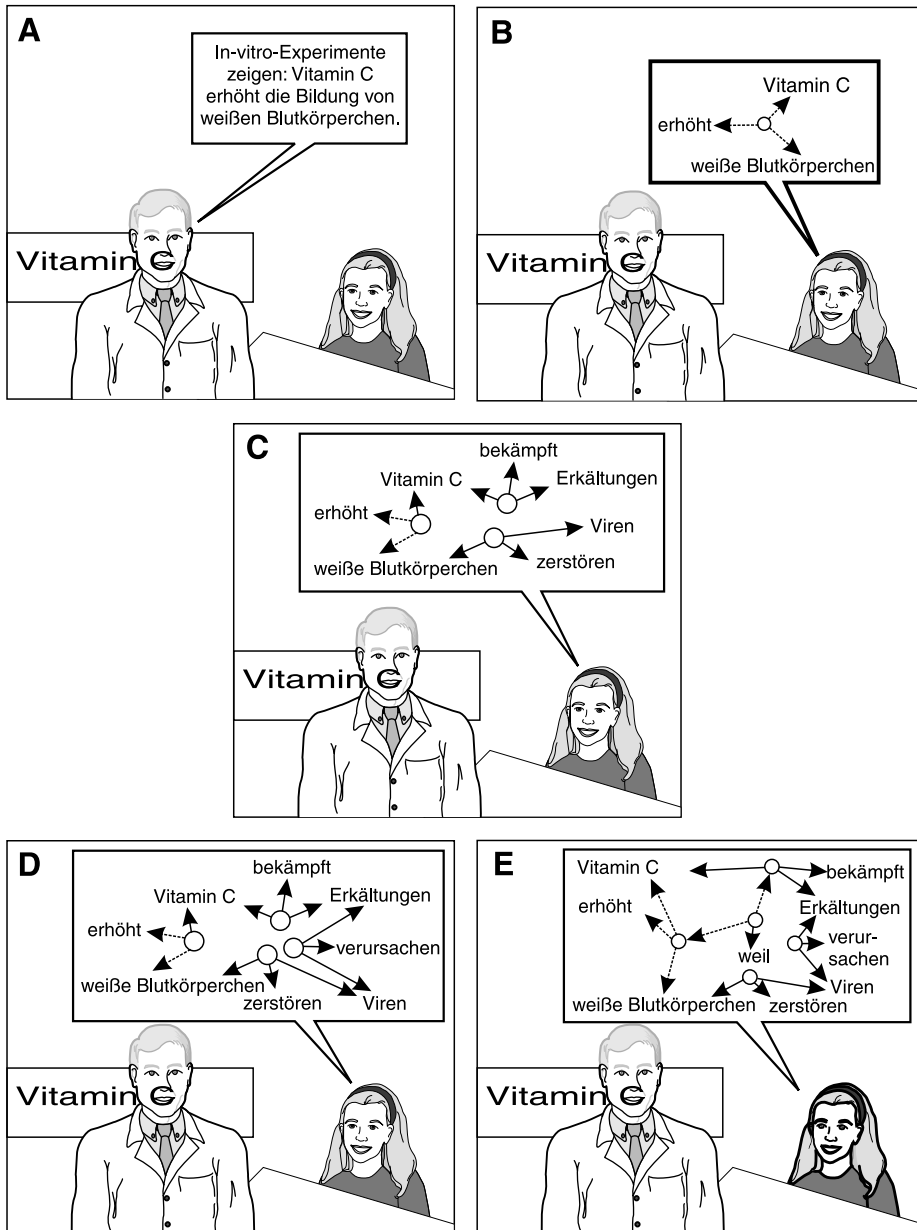 A
In-vitro-Experimente
zeigen: Vitamin C
erhöht die Bildung von
weißen Blutkörperchen.
Vitamin C
B
Vitamin C
erhöht
weiße Blutkörperchen
Vitamin C
C
bekämpft
Vitamin C
Erkältungen
erhöht
Viren
weiße Blutkörperchen
zerstören
Vitamin C
D
bekämpft
Vitamin C
Erkältungen
erhöht
verursachen
weiße Blutkörperchen
zerstören
Viren
Vitamin C
E
Vitamin C
bekämpft
erhöht
Erkältungen
weil
verur-
sachen
Viren
weiße Blutkörperchen
zerstören
Vitamin C